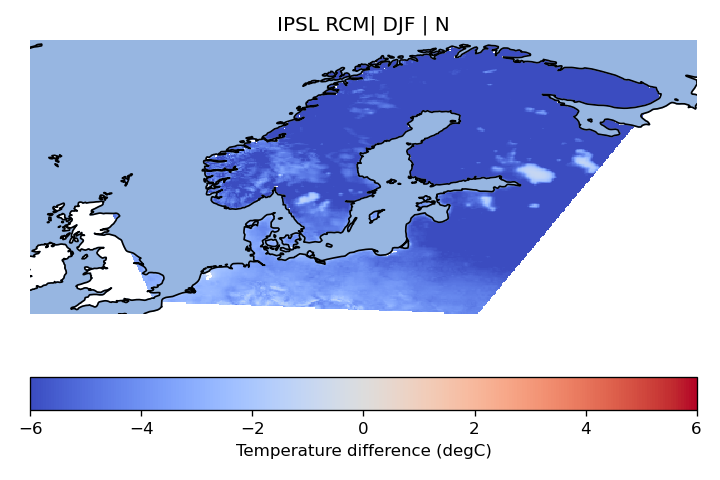 IPSL RCM| DJF | N
−6 −4 −2 0 2 4 6
Temperature difference (degC)